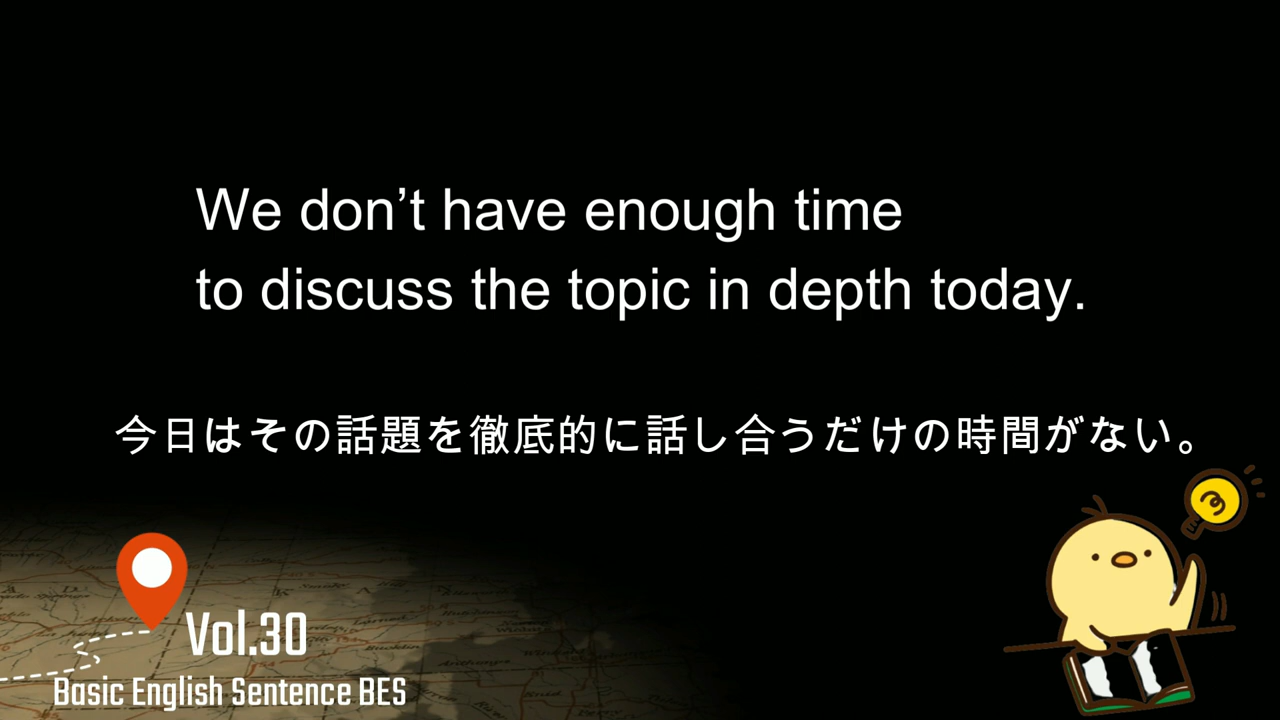 We don’t have enough time
to discuss the topic in depth today.
今日はその話題を徹底的に話し合うだけの時間がない。
Vol.30
Basic English Sentence BES